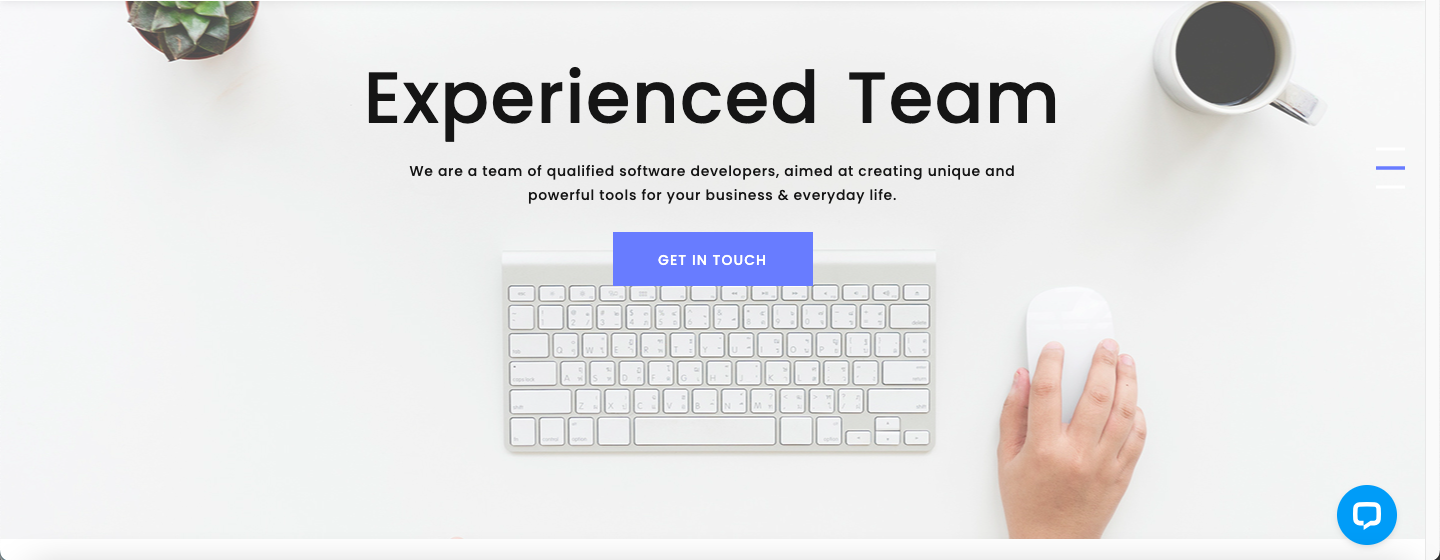 Experienced Team
We are a team of qualified software developers, aimed at creating unique and
powerful tools for your business & everyday life.
GET IN TOUCH